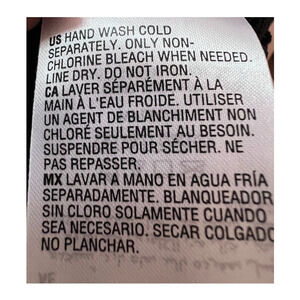 US HAND WASH COLD
SEPARATELY. ONLY NON-
CHLORINE BLEACH WHEN NEEDED.
LINE DRY. DO NOT IRON.
CA LAVER SÉPARÉMENT À LA
MAIN À L'EAU FROIDE. UTILISER
UN AGENT DE BLANCHIMENT NON
CHLORÉ SEULEMENT AU BESOIN.
SUSPENDRE POUR SÉCHER. NE
PAS REPASSER.
MX LAVAR A MANO EN AGUA FRÍA
SEPARADAMENTE. BLANQUEADOR
SIN CLORO SOLAMENTE CUANDO
SEA NECESARIO. SECAR COLGADO
NO PLANCHAR.